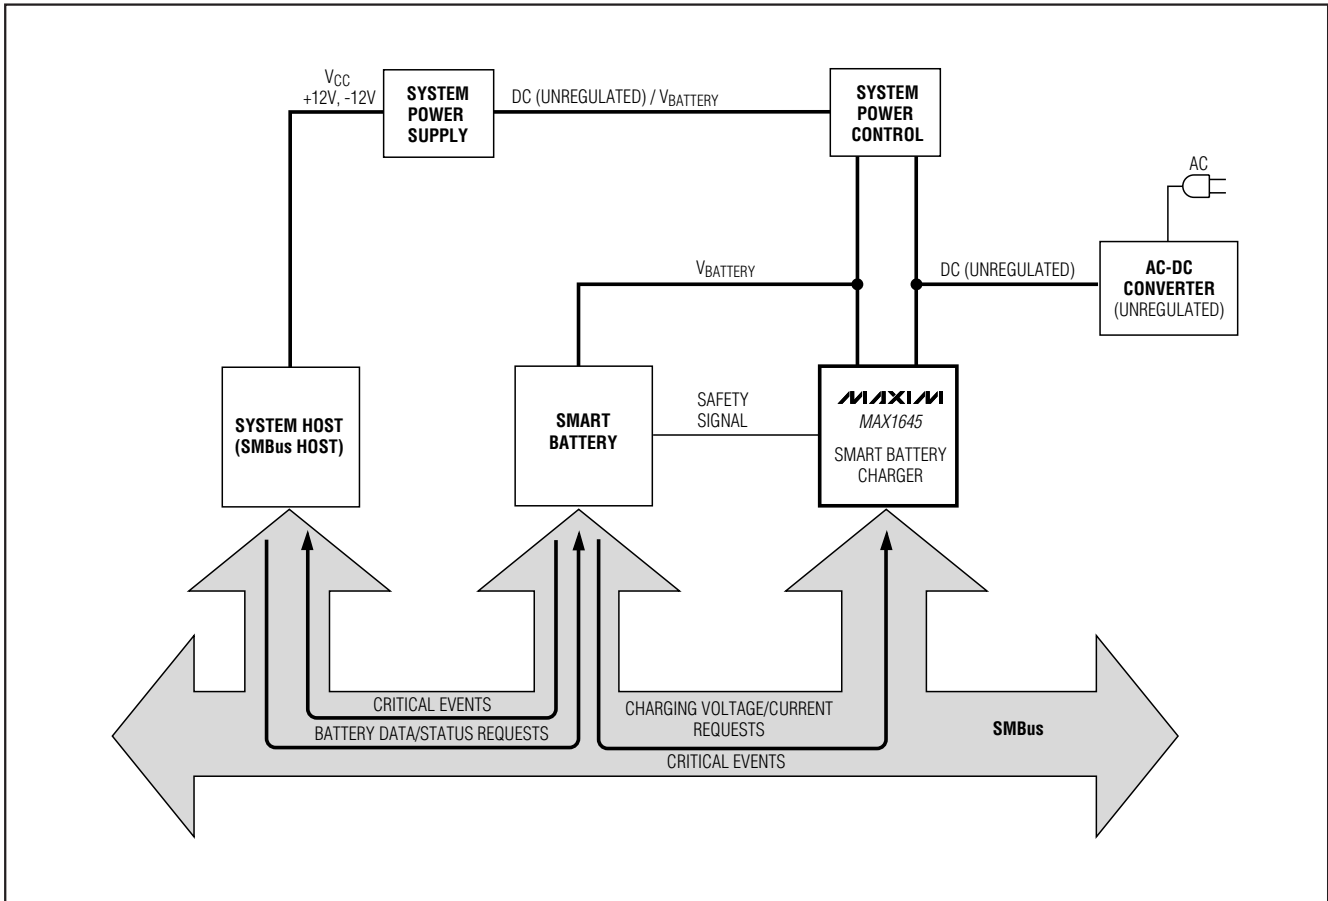 VCC
+12V, -12V
SYSTEM
POWER
SUPPLY
DC (UNREGULATED) / VBATTERY
SYSTEM
POWER
CONTROL
AC
AC-DC
CONVERTER
(UNREGULATED)
VBATTERY
DC (UNREGULATED)
SYSTEM HOST
(SMBus HOST)
SMART
BATTERY
SAFETY
SIGNAL
MAXIM
MAX1645
SMART BATTERY
CHARGER
CRITICAL EVENTS
BATTERY DATA/STATUS REQUESTS
CHARGING VOLTAGE/CURRENT
REQUESTS
CRITICAL EVENTS
SMBus